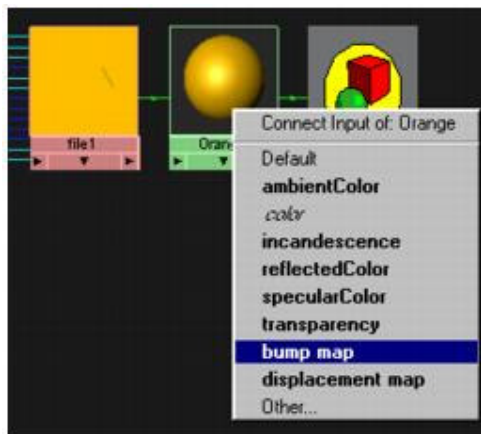 file1
Connect Input of: Orange
Default
ambientColor
color
incandescence
reflectedColor
specularColor
transparency
bump map
displacement map
Other...